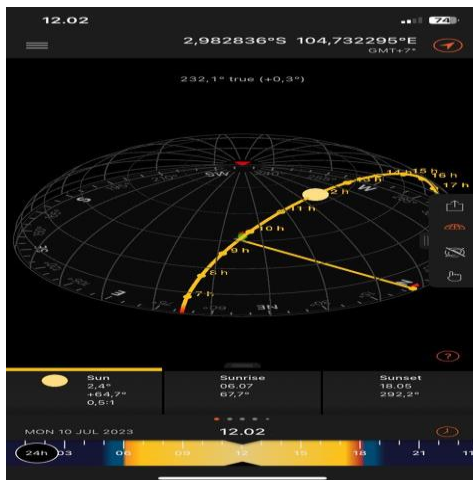 12.02
74
2,982836°S 104,732295°E
GMT+7°
232,1° true (+0,3°)
SW
S
W
14 h
15 h
16 h
13 h
17 h
2 h
11 h
10 h
9 h
8 h
7 h
E
NE
N
?
Sun
2,4°
+64,7°
0,5:1
Sunrise
06.07
67,7°
Sunset
18.05
292,2°
MON 10 JUL 2023
12.02
24h
03
06
09
12
15
18
21